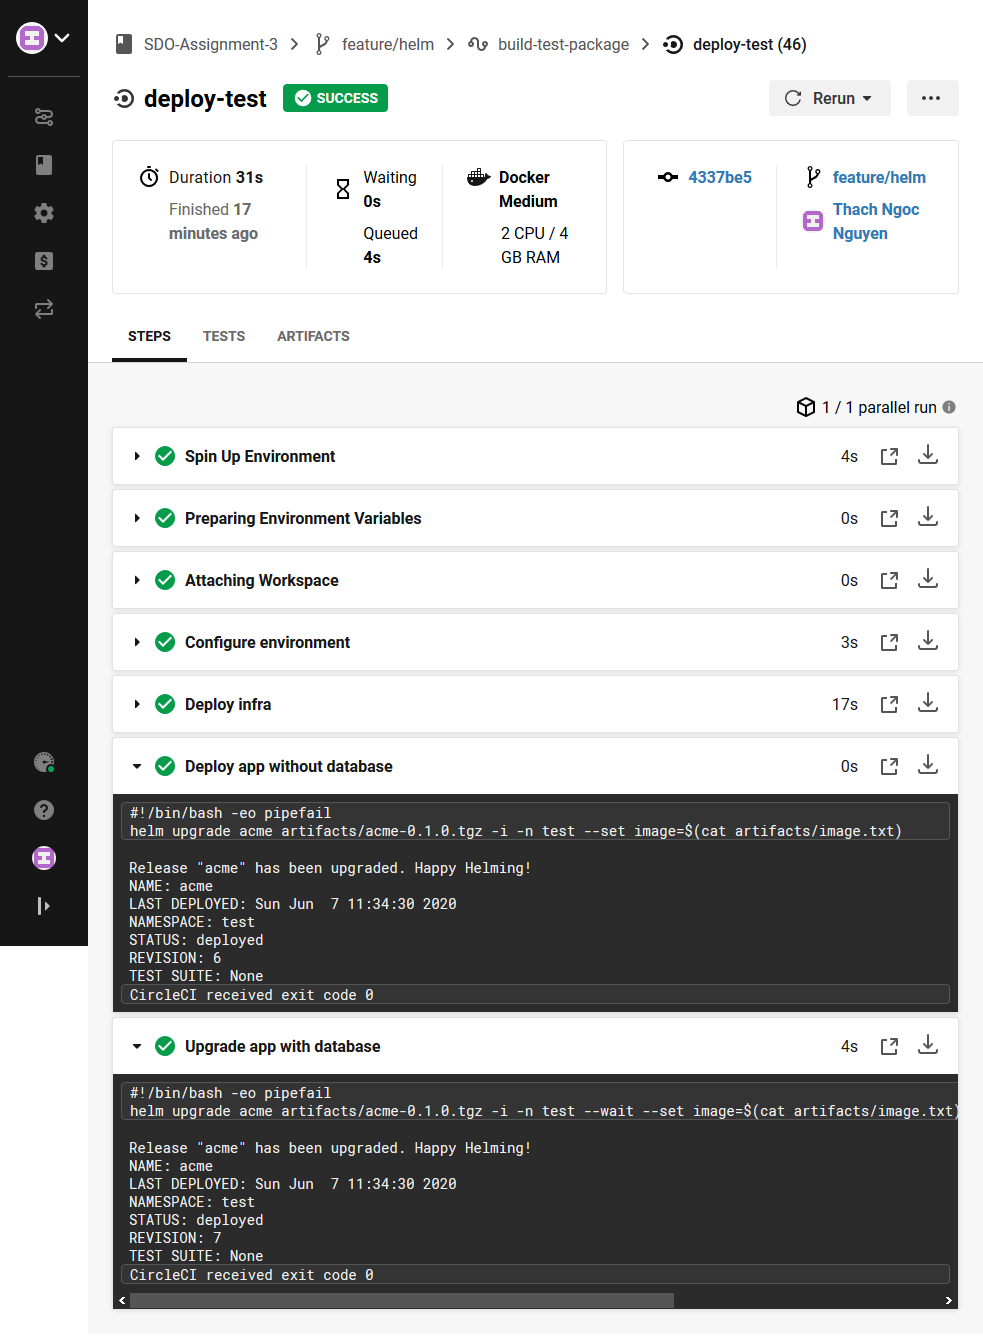 SDO-Assignment-3 feature/helm build-test-package deploy-test (46)
deploy-test SUCCESS Rerun
Duration 31s
Finished 17
minutes ago
Waiting
0s
Queued
4s
Docker
Medium
2 CPU / 4
GB RAM
4337be5
feature/helm
Thach Ngoc
Nguyen
STEPS TESTS ARTIFACTS
1 / 1 parallel run
Spin Up Environment 4s
Preparing Environment Variables 0s
Attaching Workspace 0s
Configure environment 3s
Deploy infra 17s
Deploy app without database 0s
#!/bin/bash -eo pipefail
helm upgrade acme artifacts/acme-0.1.0.tgz -i -n test --set image=$(cat artifacts/image.txt)
Release "acme" has been upgraded. Happy Helming!
NAME: acme
LAST DEPLOYED: Sun Jun  7 11:34:30 2020
NAMESPACE: test
STATUS: deployed
REVISION: 6
TEST SUITE: None
CircleCI received exit code 0
Upgrade app with database 4s
#!/bin/bash -eo pipefail
helm upgrade acme artifacts/acme-0.1.0.tgz -i -n test --wait --set image=$(cat artifacts/image.txt)
Release "acme" has been upgraded. Happy Helming!
NAME: acme
LAST DEPLOYED: Sun Jun  7 11:34:30 2020
NAMESPACE: test
STATUS: deployed
REVISION: 7
TEST SUITE: None
CircleCI received exit code 0